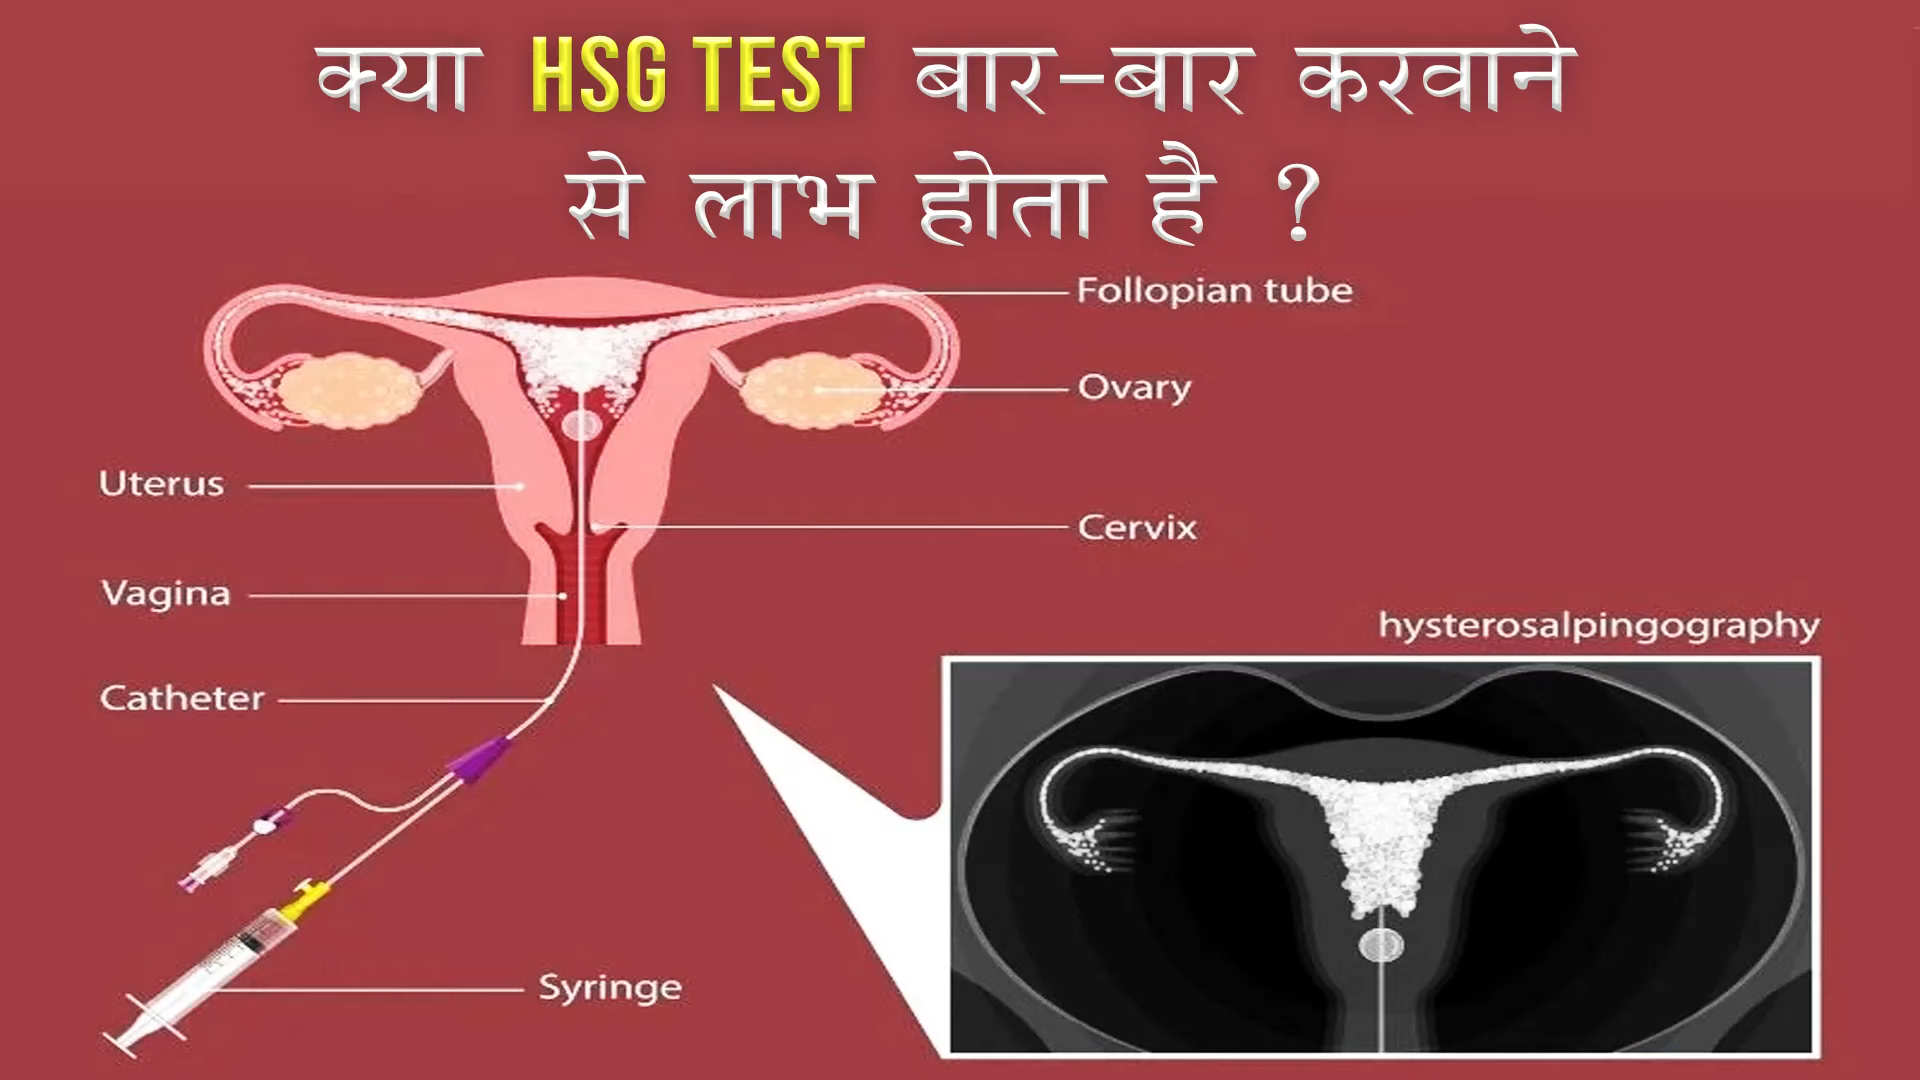 क्या HSG TEST बार-बार करवाने
से लाभ होता है ?
Follopian tube
Ovary
Uterus
Cervix
Vagina
hysterosalpingography
Catheter
Syringe